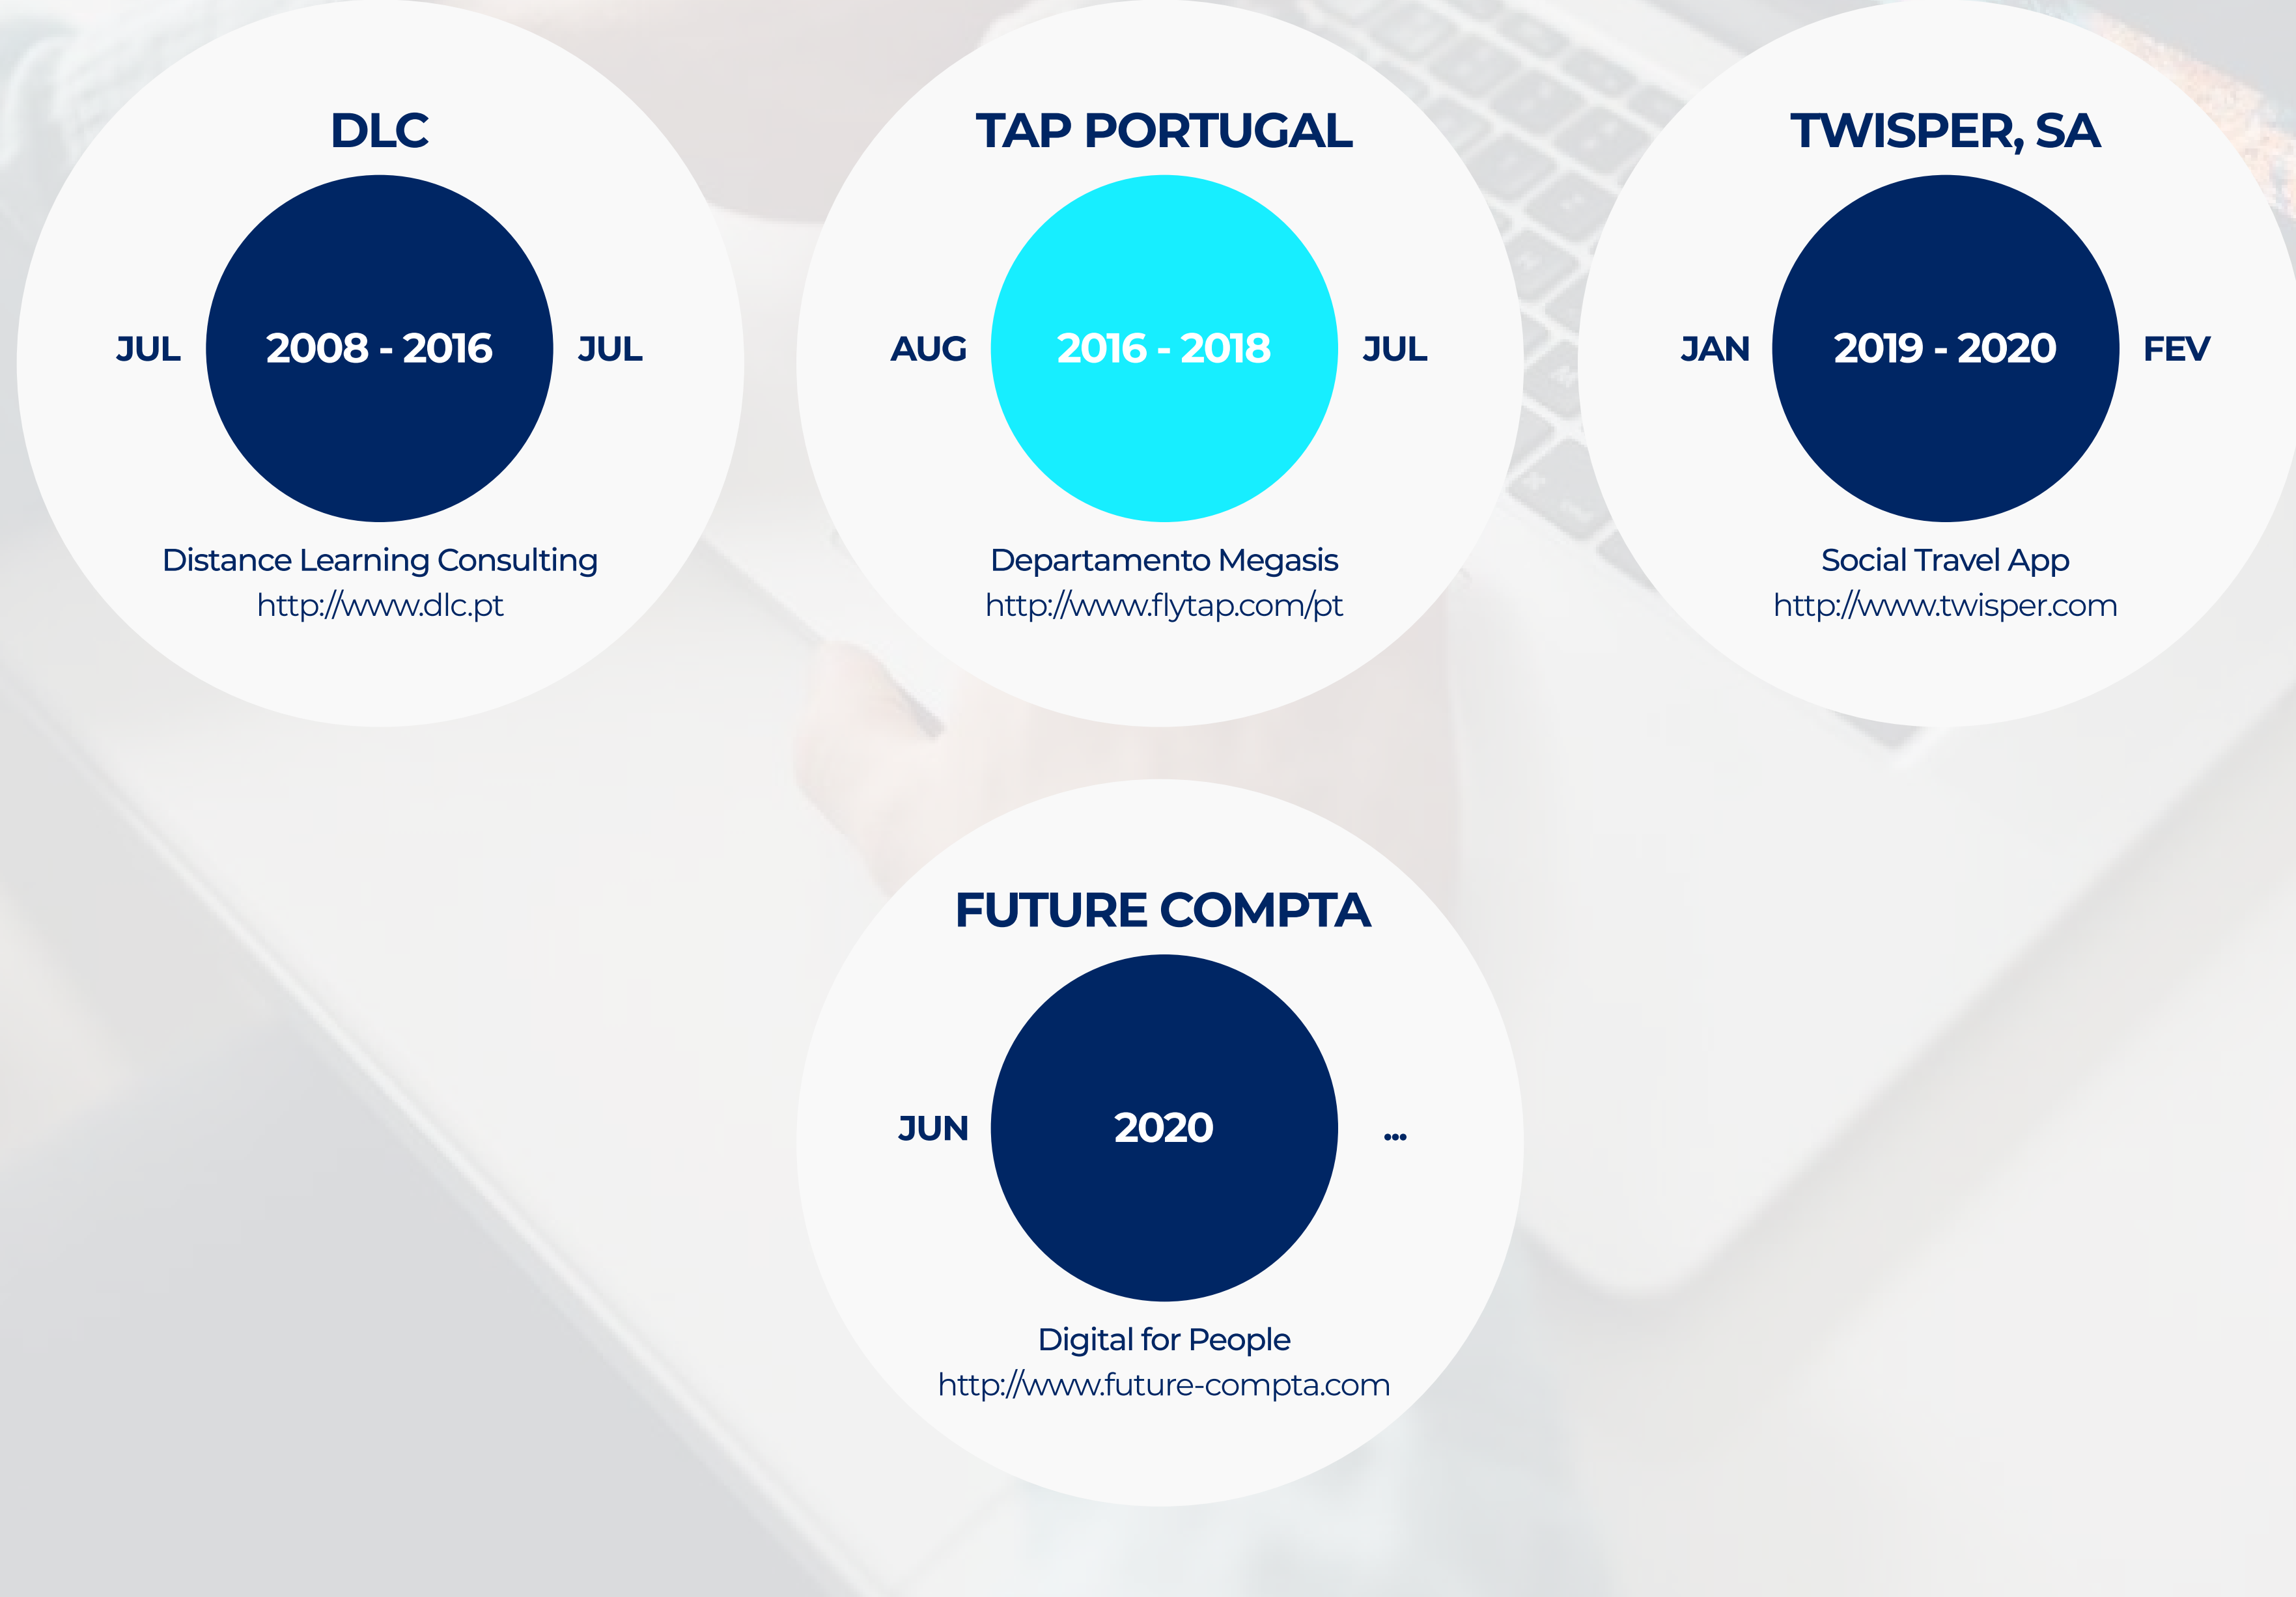 DLC
JUL 2008 - 2016 JUL
Distance Learning Consulting
http://www.dlc.pt
TAP PORTUGAL
AUG 2016 - 2018 JUL
Departamento Megasis
http://www.flytap.com/pt
TWISPER, SA
JAN 2019 - 2020 FEV
Social Travel App
http://www.twisper.com
FUTURE COMPTA
JUN 2020 ...
Digital for People
http://www.future-compta.com